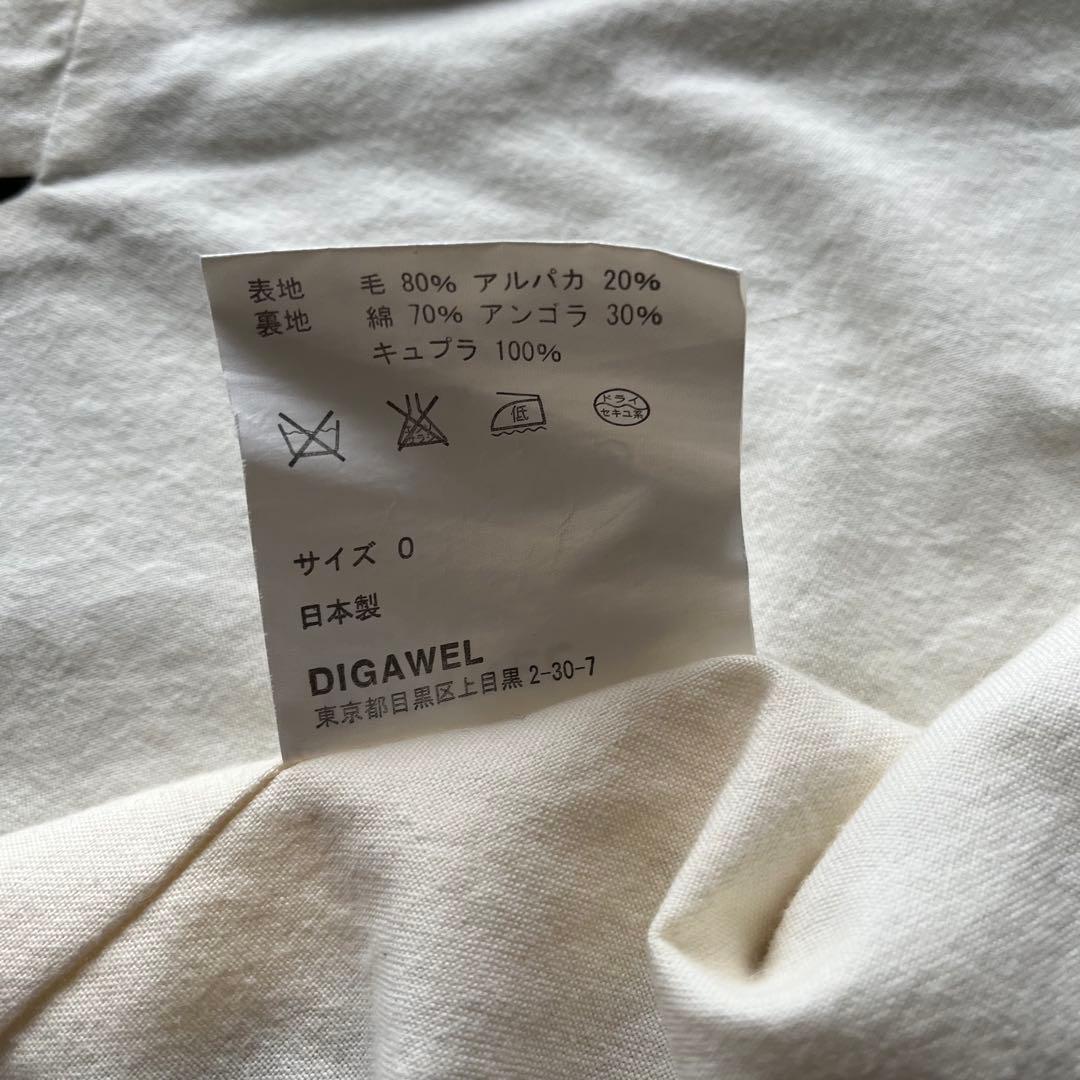 表地 毛 80% アルパカ 20%
裏地 綿 70% アンゴラ 30%
キュプラ 100%
低
ドライ
セキユ系
サイズ 0
日本製
DIGAWEL
東京都目黒区上目黒 2-30-7